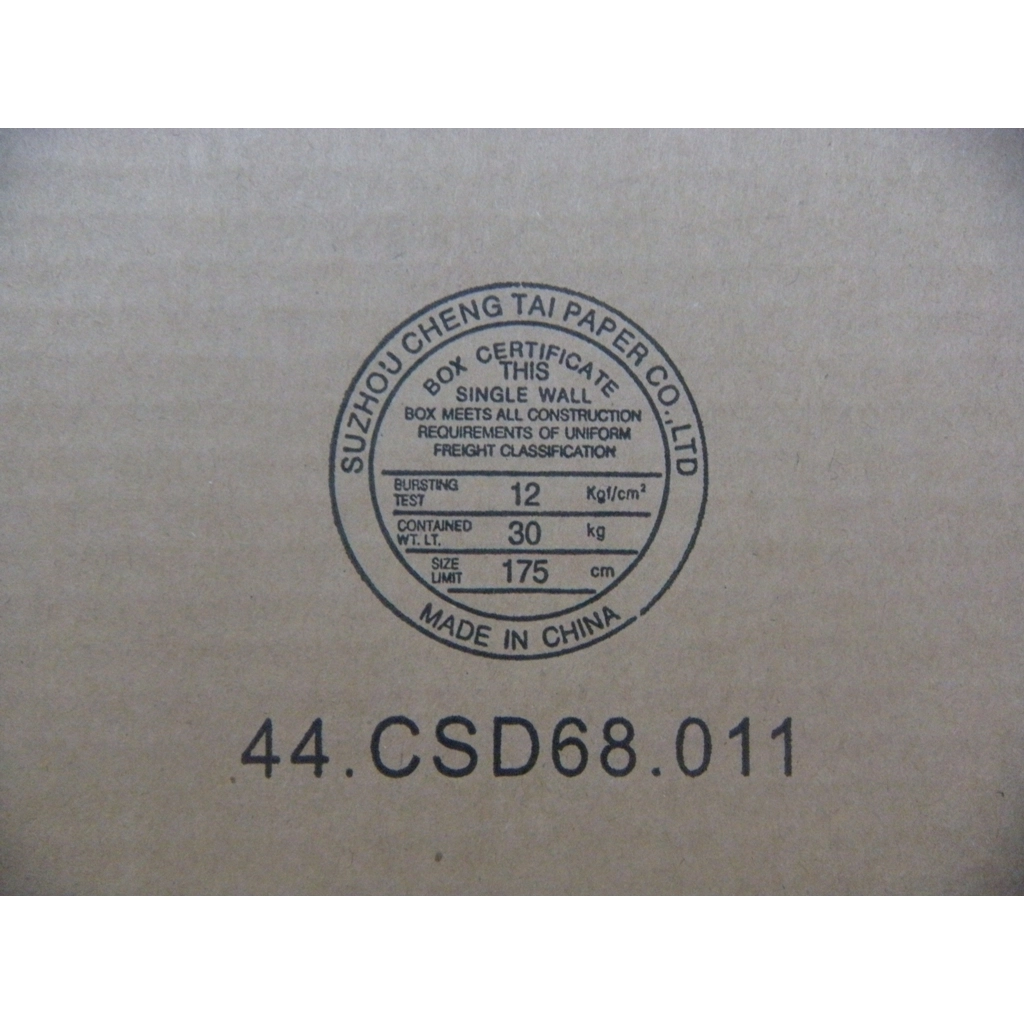 SUZHOU CHENG TAI PAPER CO.,LTD
BOX CERTIFICATE
THIS
SINGLE WALL
BOX MEETS ALL CONSTRUCTION
REQUIREMENTS OF UNIFORM
FREIGHT CLASSIFICATION
BURSTING TEST 12 Kgf/cm²
CONTAINED WT. LT. 30 kg
SIZE LIMIT 175 cm
MADE IN CHINA
44.CSD68.011